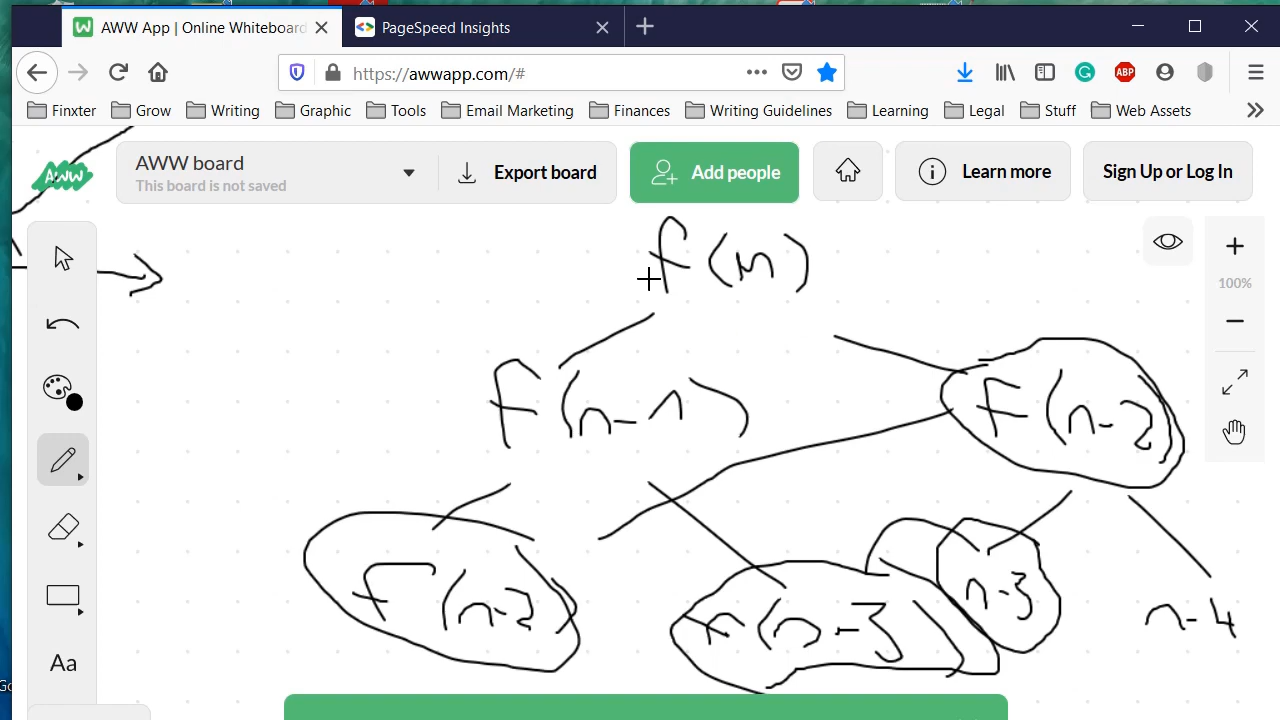 AWW App | Online Whiteboard
PageSpeed Insights
https://awwapp.com/#
ABP
Finxter
Grow
Writing
Graphic
Tools
Email Marketing
Finances
Writing Guidelines
Learning
Legal
Stuff
Web Assets
AWW
AWW board
This board is not saved
Export board
Add people
Learn more
Sign Up or Log In
100%
f(n)
f(n-1)
f(n-2)
f(n-2)
f(n-3)
n-3
n-4
Aa